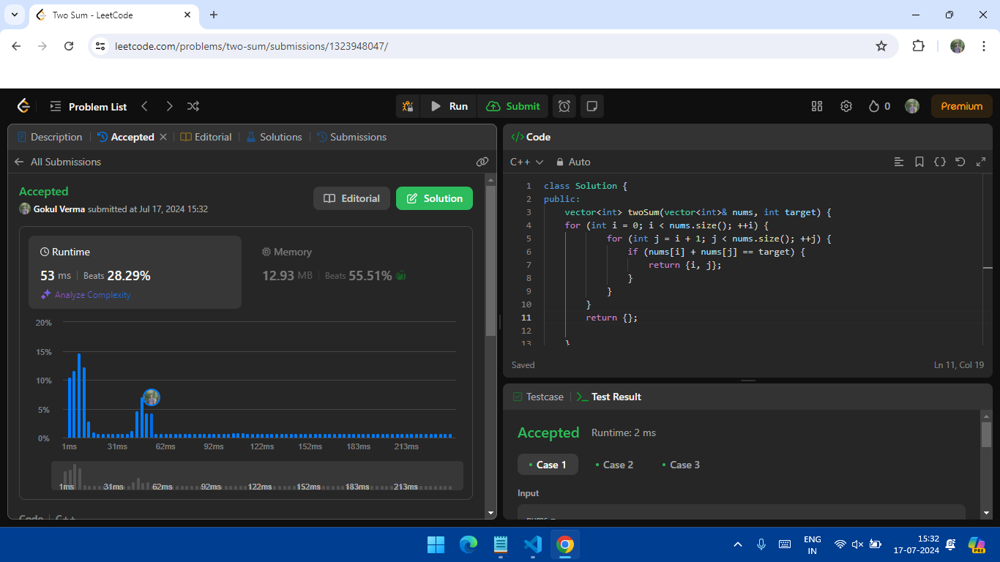 Two Sum - LeetCode
leetcode.com/problems/two-sum/submissions/1323948047/
Problem List Run Submit 0 Premium
Description Accepted Editorial Solutions Submissions
All Submissions
Accepted
Gokul Verma submitted at Jul 17, 2024 15:32
Editorial Solution
Runtime
53 ms Beats 28.29%
Analyze Complexity
Memory
12.93 MB Beats 55.51%
20%
15%
10%
5%
0%
1ms 31ms 62ms 92ms 122ms 152ms 183ms 213ms
1ms 31ms 62ms 92ms 122ms 152ms 183ms 213ms
Code C++
</> Code
C++ Auto
1 class Solution {
2 public:
3 vector<int> twoSum(vector<int>& nums, int target) {
4 for (int i = 0; i < nums.size(); ++i) {
5 for (int j = i + 1; j < nums.size(); ++j) {
6 if (nums[i] + nums[j] == target) {
7 return {i, j};
8 }
9 }
10 }
11 return {};
12
13 }
Saved Ln 11, Col 19
Testcase Test Result
Accepted Runtime: 2 ms
Case 1 Case 2 Case 3
Input
nums =
ENG
IN
15:32
17-07-2024
PRE